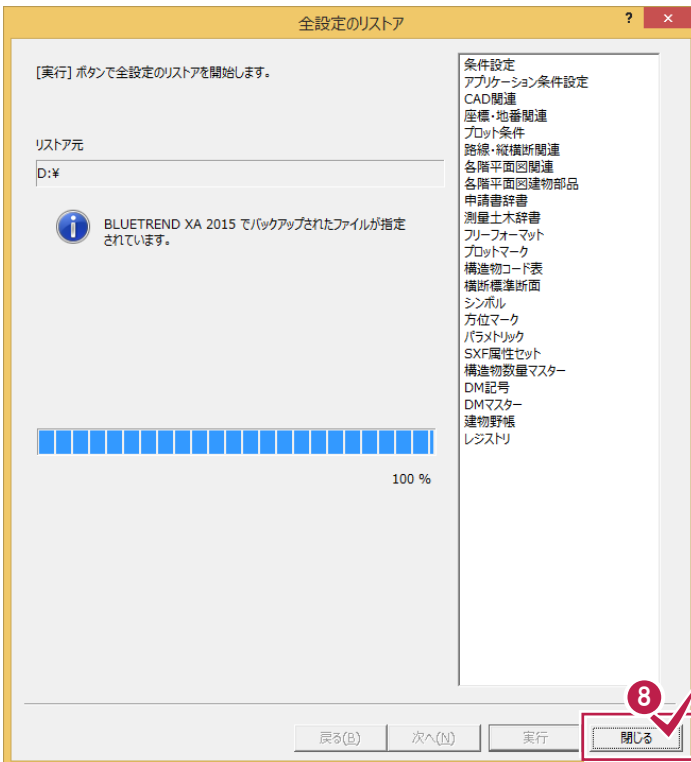 全設定のリストア
?
×
[実行] ボタンで全設定のリストアを開始します。
リストア元
D:¥
BLUETREND XA 2015 でバックアップされたファイルが指定
されています。
100 %
条件設定
アプリケーション条件設定
CAD関連
座標・地番関連
プロット条件
路線・縦横断関連
各階平面図関連
各階平面図建物部品
申請書辞書
測量土木辞書
フリーフォーマット
プロットマーク
構造物コード表
横断標準断面
シンボル
方位マーク
パラメトリック
SXF属性セット
構造物数量マスター
DM記号
DMマスター
建物野帳
レジストリ
8
戻る(B)
次へ(N)
実行
閉じる